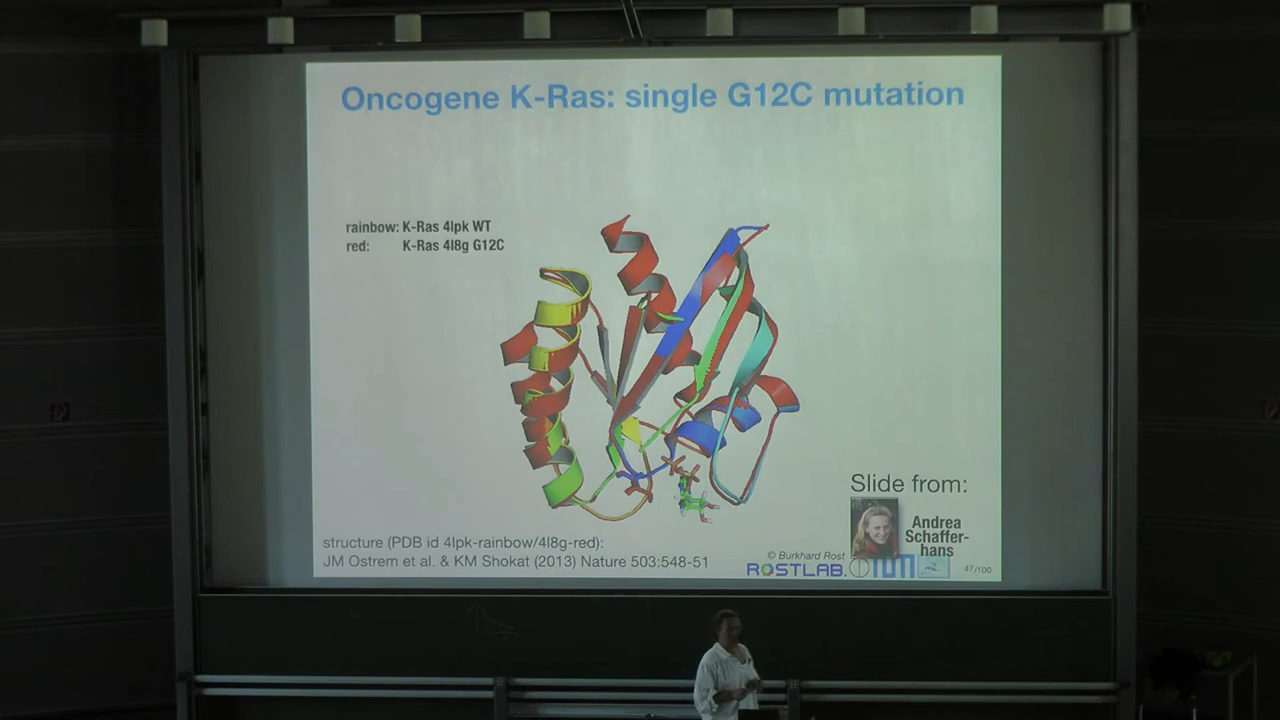 Oncogene K-Ras: single G12C mutation
rainbow: K-Ras 4lpk WT
red: K-Ras 4l8g G12C
Slide from:
Andrea
Schaffer-
hans
structure (PDB id 4lpk-rainbow/4l8g-red):
JM Ostrem et al. & KM Shokat (2013) Nature 503:548-51
© Burkhard Rost
ROSTLAB.
TUM
47/100